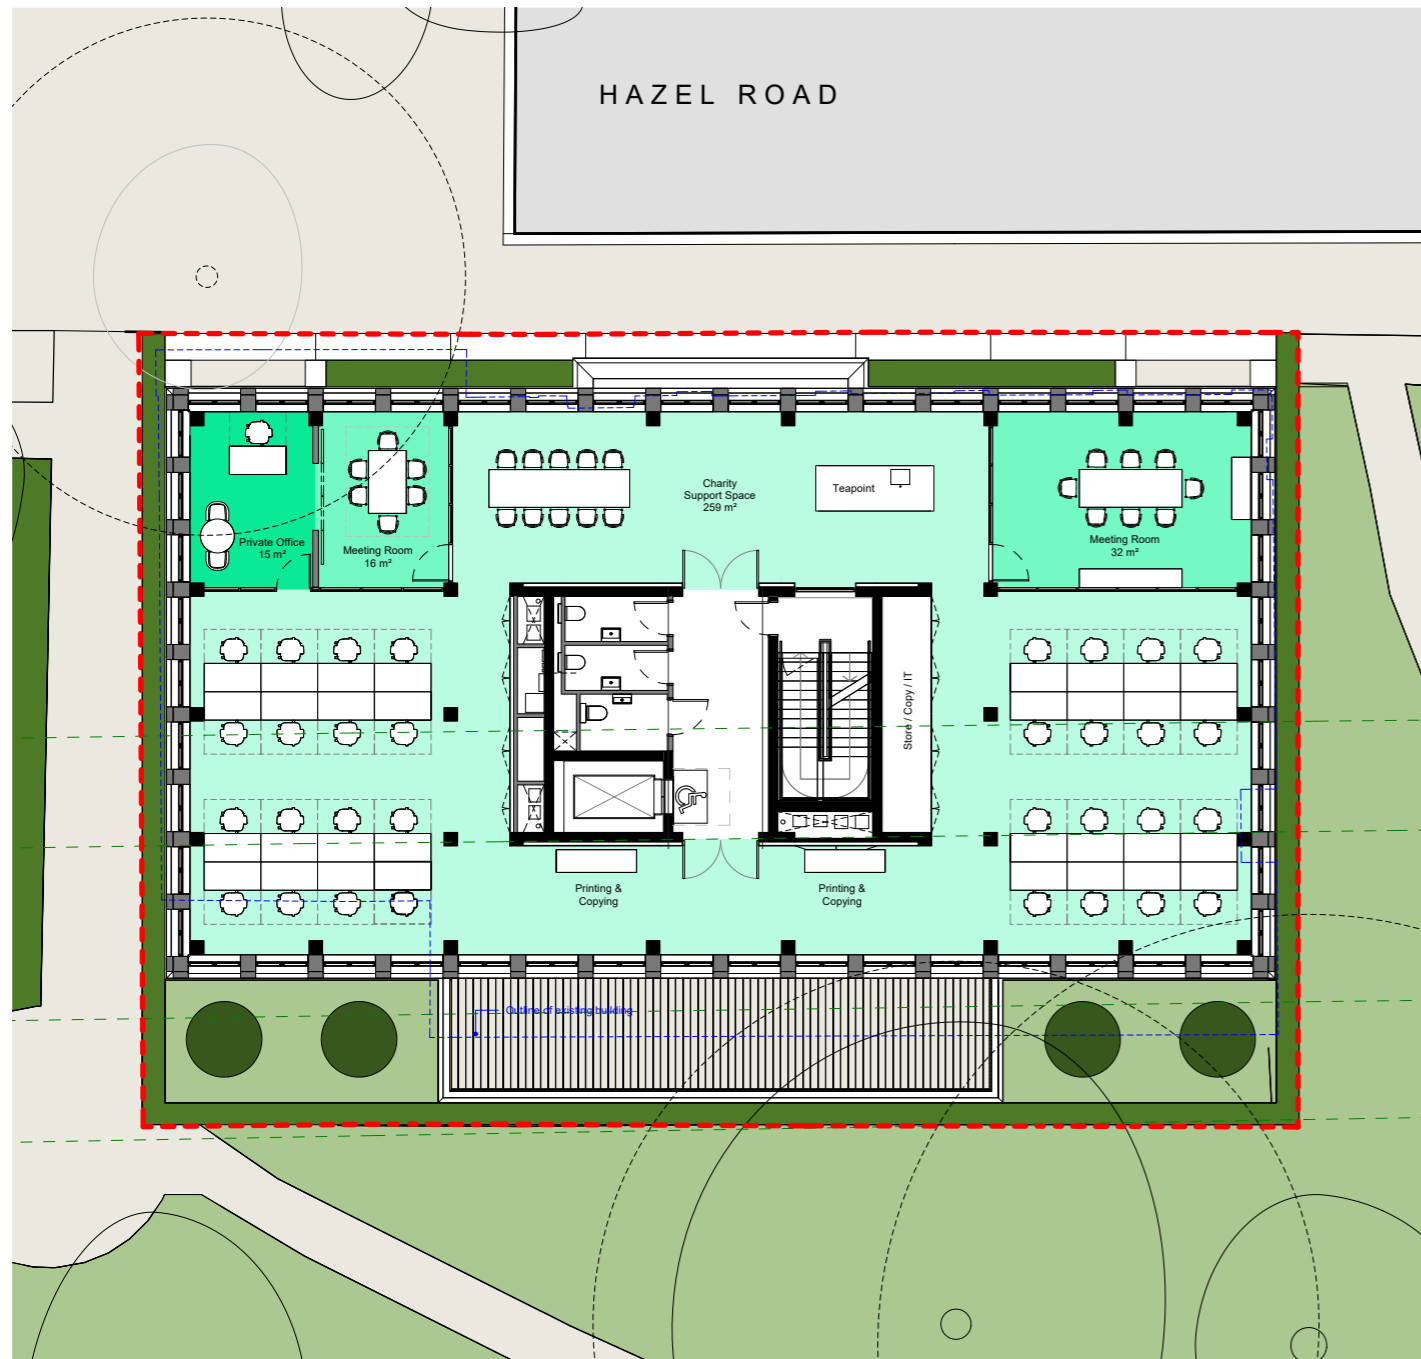 HAZEL ROAD
Charity
Support Space
259 m²
Teapoint
Private Office
15 m²
Meeting Room
16 m²
Meeting Room
32 m²
Store / Copy / IT
Printing &
Copying
Printing &
Copying
Outline of existing building